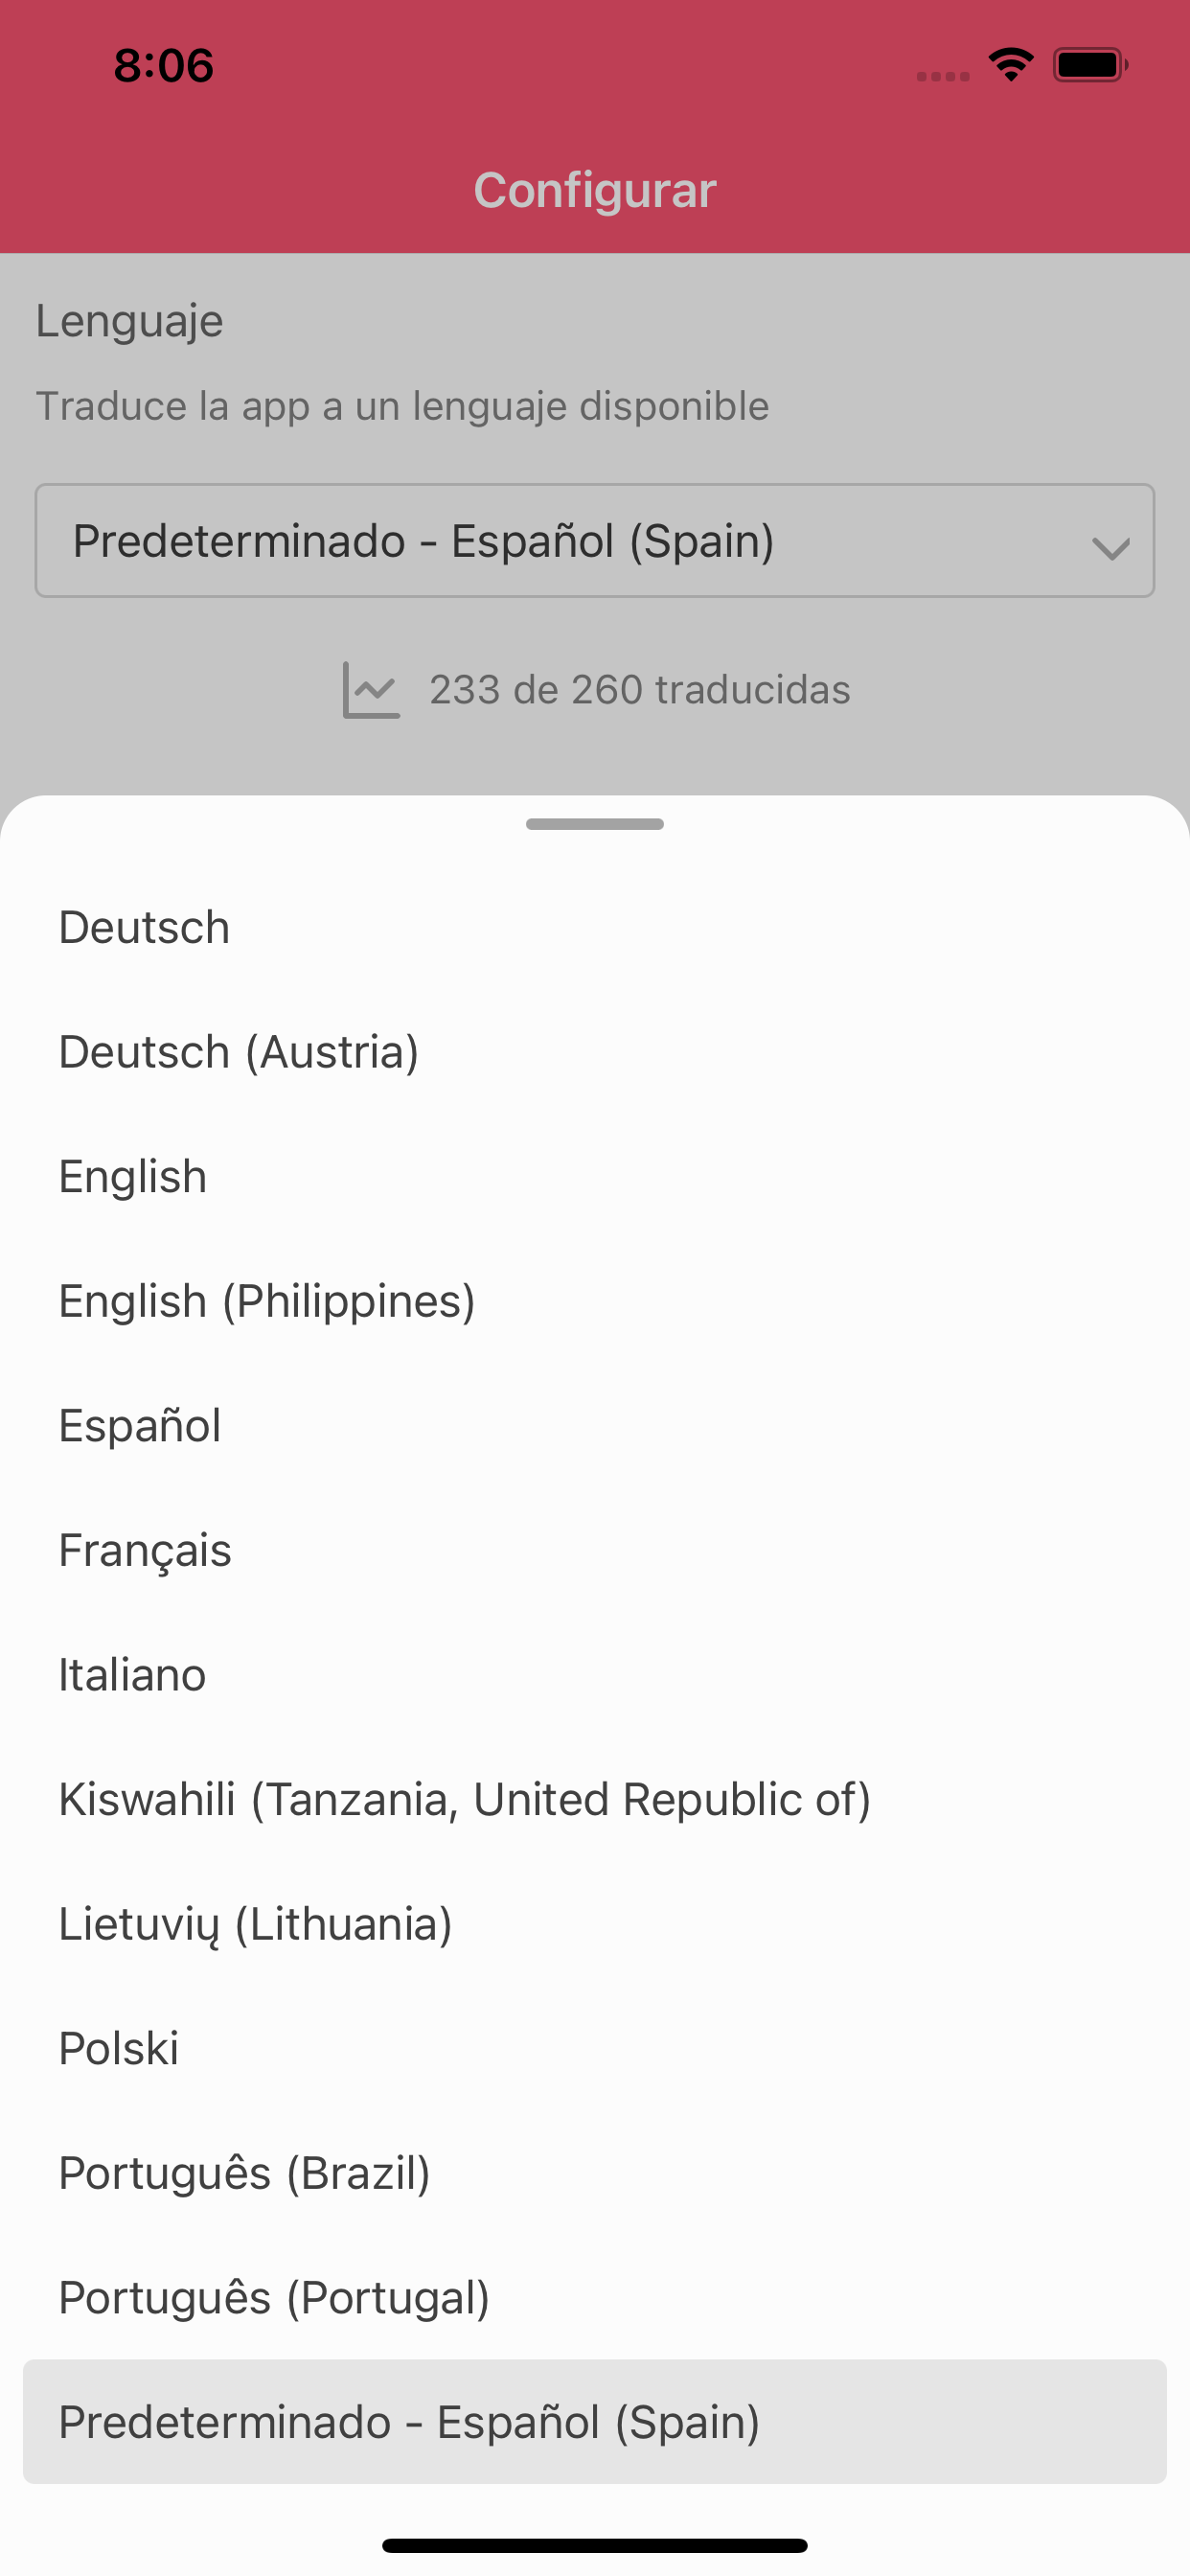 8:06
Configurar
Lenguaje
Traduce la app a un lenguaje disponible
Predeterminado - Español (Spain)
233 de 260 traducidas
Deutsch
Deutsch (Austria)
English
English (Philippines)
Español
Français
Italiano
Kiswahili (Tanzania, United Republic of)
Lietuvių (Lithuania)
Polski
Português (Brazil)
Português (Portugal)
Predeterminado - Español (Spain)